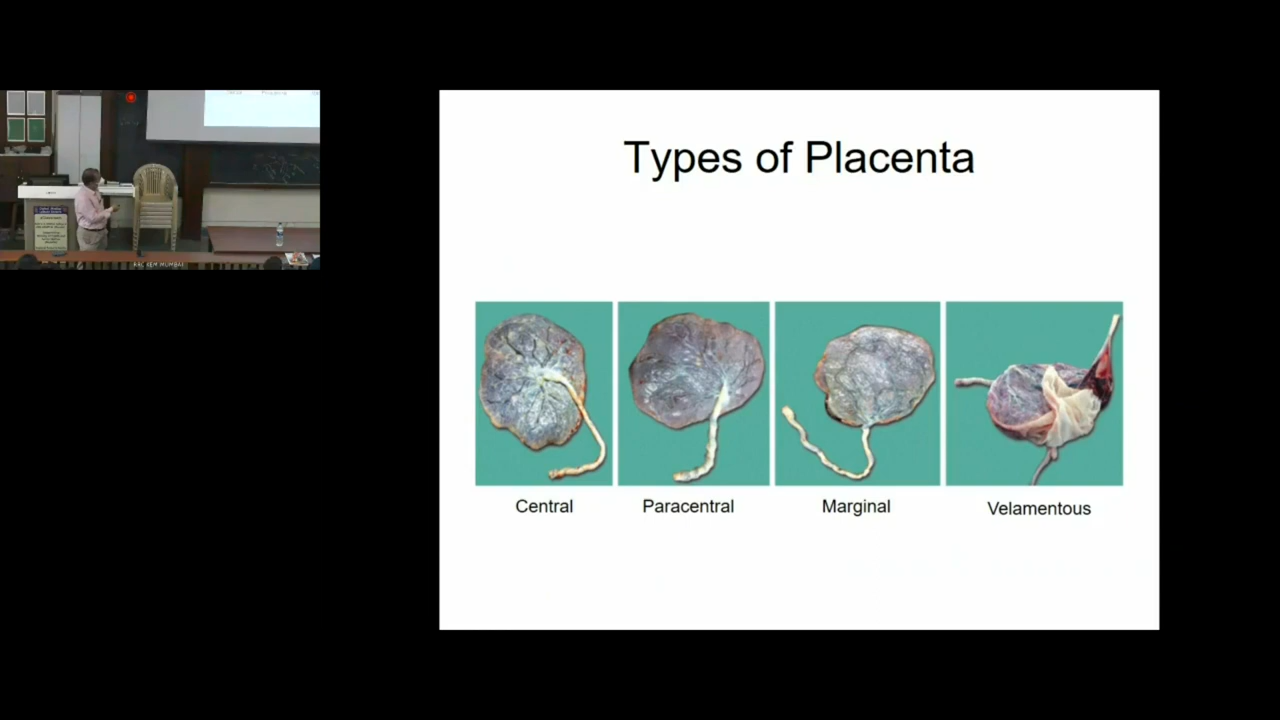 Types of Placenta
Central
Paracentral
Marginal
Velamentous